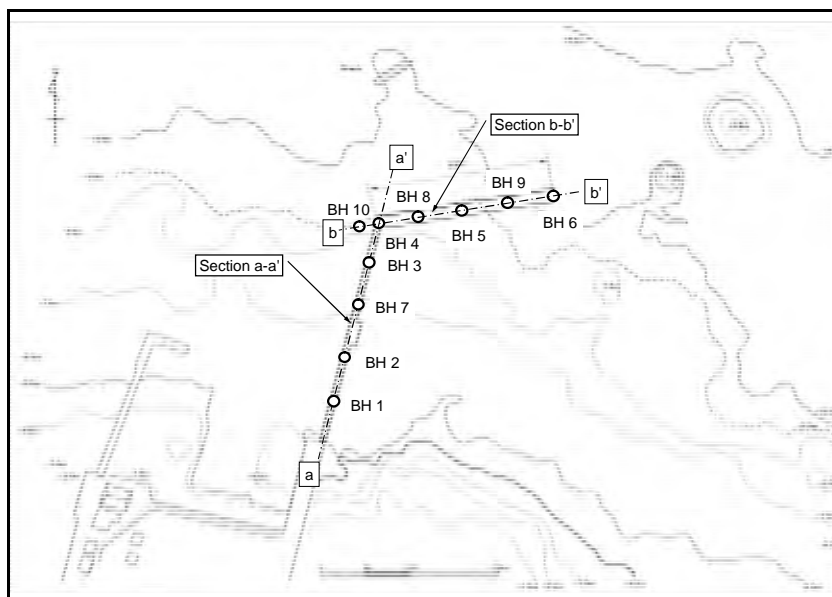 Section b-b'
a'
BH 9
b'
BH 8
BH 10
b
BH 6
BH 5
BH 4
Section a-a'
BH 3
BH 7
BH 2
BH 1
a